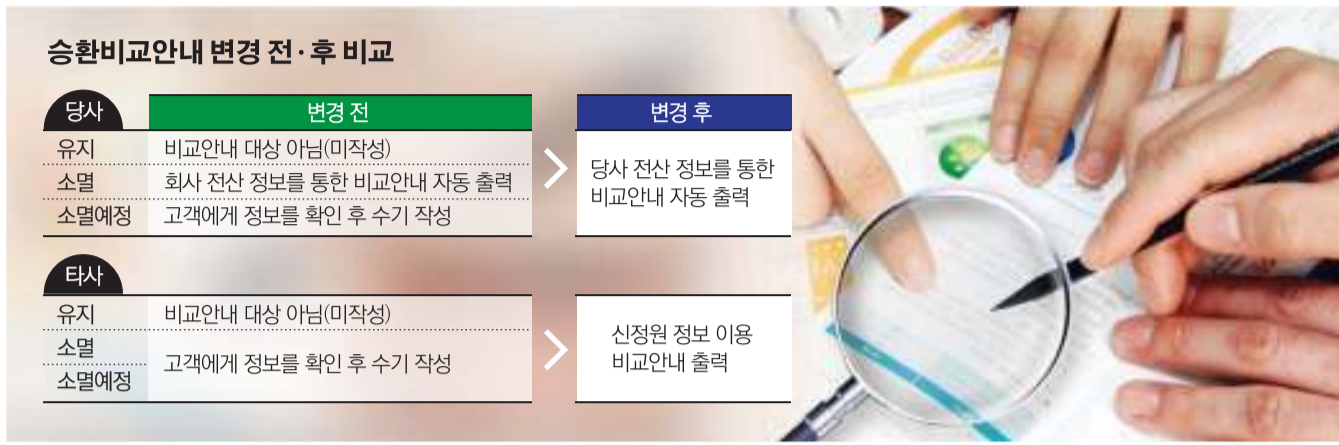 승환비교안내 변경 전·후 비교
당사 변경 전 변경 후
유지 비교안내 대상 아님(미작성)
소멸 회사 전산 정보를 통한 비교안내 자동 출력
소멸예정 고객에게 정보를 확인 후 수기 작성
당사 전산 정보를 통한
비교안내 자동 출력
타사
유지 비교안내 대상 아님(미작성)
소멸
고객에게 정보를 확인 후 수기 작성
소멸예정
신정원 정보 이용
비교안내 출력